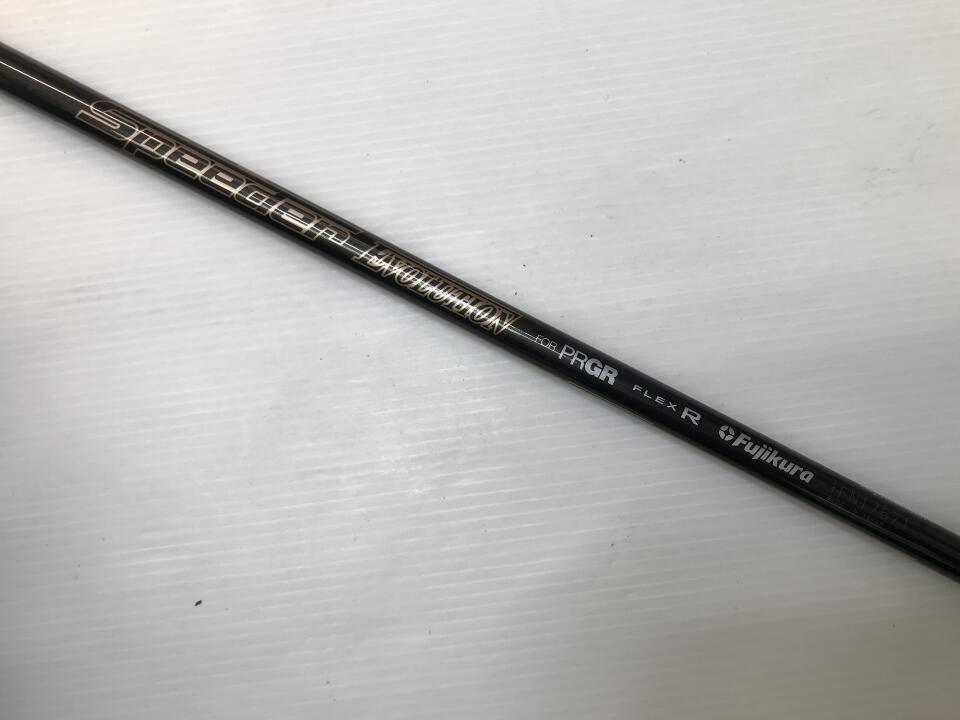 Speeder EVOLUTION FOR PRGR FLEX R Fujikura